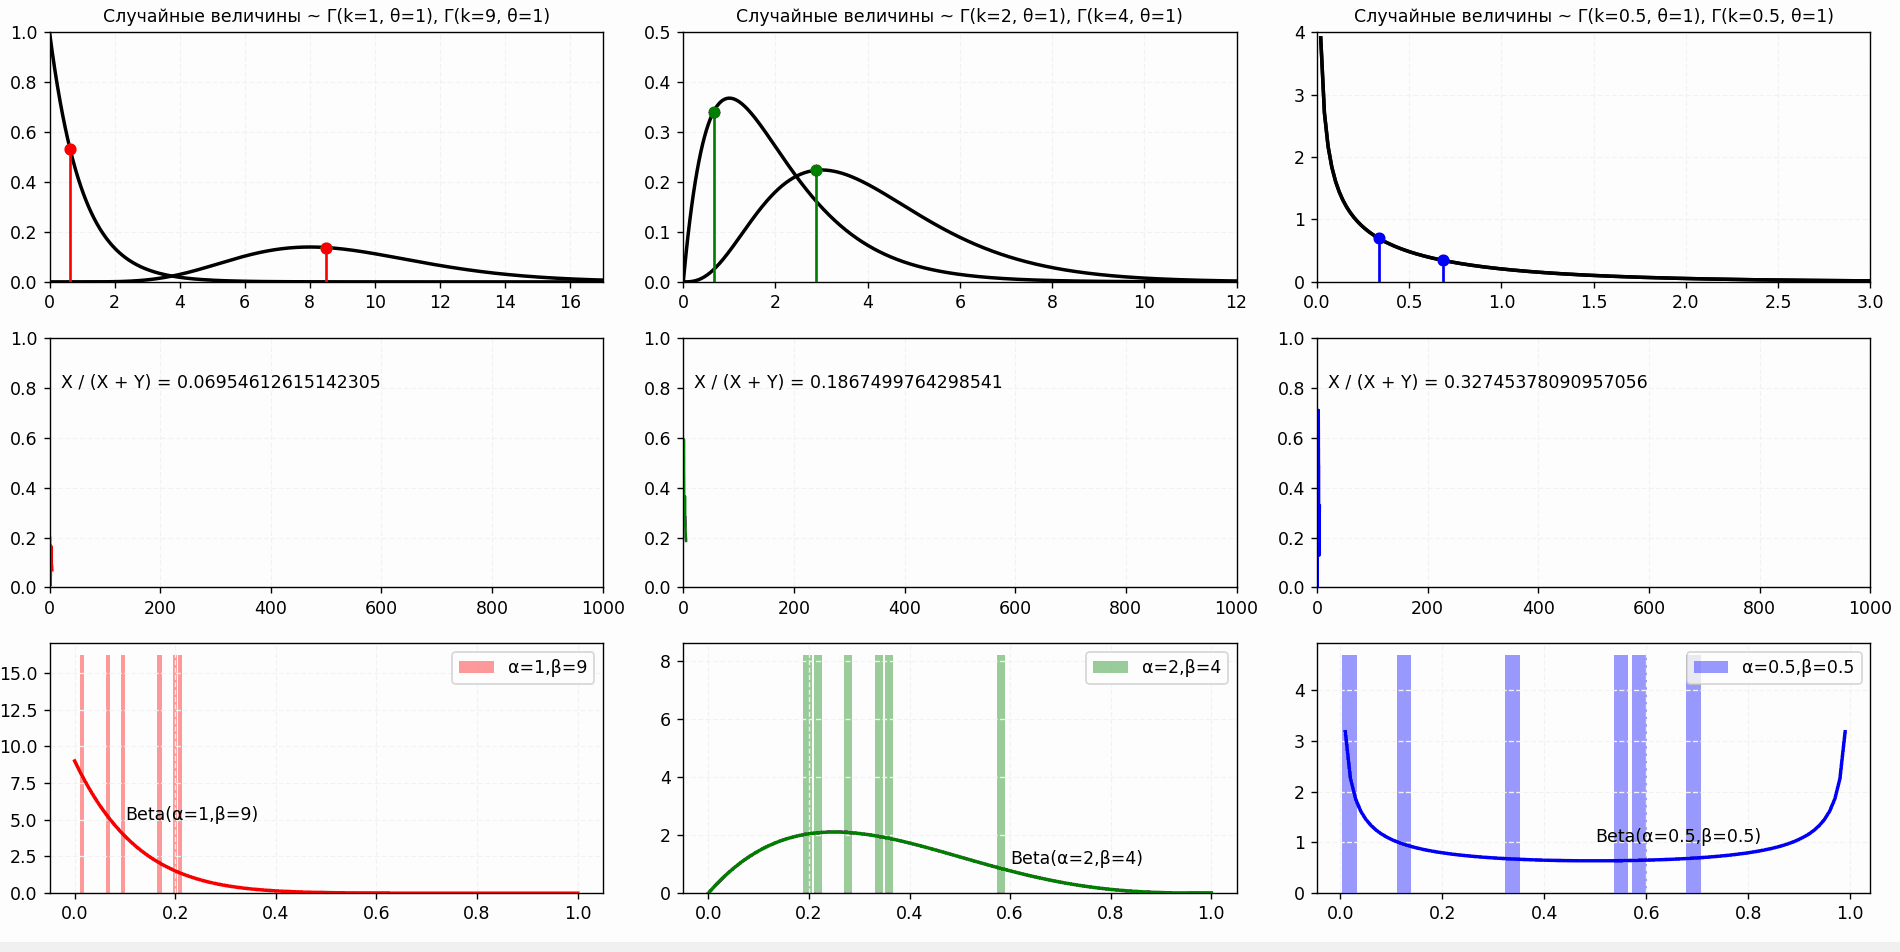 Случайные величины ~ Γ(k=1, θ=1), Γ(k=9, θ=1)
1.0
0.8
0.6
0.4
0.2
0.0
0 2 4 6 8 10 12 14 16
Случайные величины ~ Γ(k=2, θ=1), Γ(k=4, θ=1)
0.5
0.4
0.3
0.2
0.1
0.0
0 2 4 6 8 10 12
Случайные величины ~ Γ(k=0.5, θ=1), Γ(k=0.5, θ=1)
4
3
2
1
0
0.0 0.5 1.0 1.5 2.0 2.5 3.0
1.0
X / (X + Y) = 0.06954612615142305
0.8
0.6
0.4
0.2
0.0
0 200 400 600 800 1000
1.0
X / (X + Y) = 0.1867499764298541
0.8
0.6
0.4
0.2
0.0
0 200 400 600 800 1000
1.0
X / (X + Y) = 0.32745378090957056
0.8
0.6
0.4
0.2
0.0
0 200 400 600 800 1000
α=1,β=9
15.0
12.5
10.0
7.5
Beta(α=1,β=9)
5.0
2.5
0.0
0.0 0.2 0.4 0.6 0.8 1.0
8
α=2,β=4
6
4
2
Beta(α=2,β=4)
0
0.0 0.2 0.4 0.6 0.8 1.0
α=0.5,β=0.5
4
3
2
Beta(α=0.5,β=0.5)
1
0
0.0 0.2 0.4 0.6 0.8 1.0